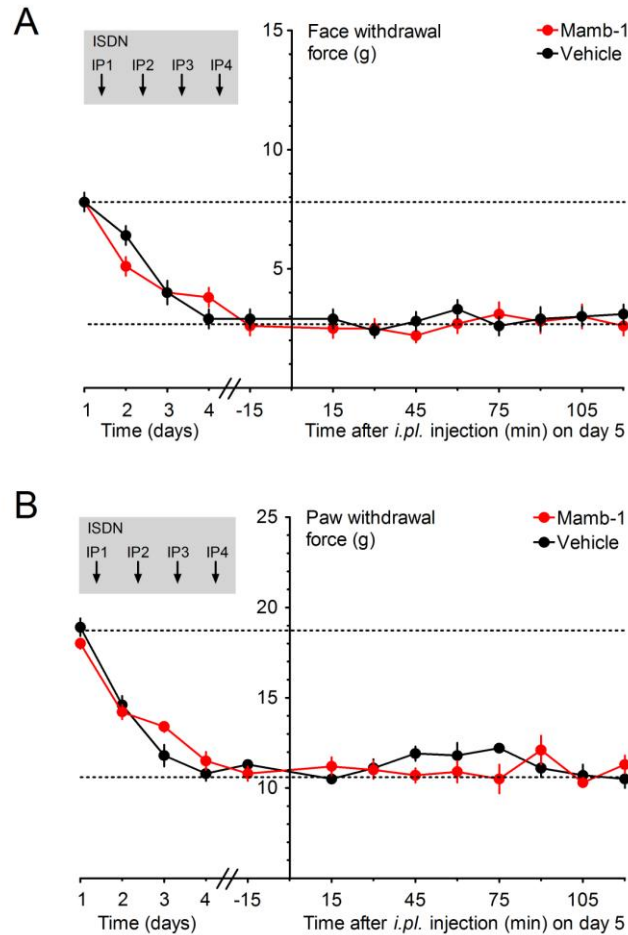 A
ISDN
IP1 IP2 IP3 IP4
Face withdrawal
force (g)
Mamb-1
Vehicle
15
10
5
1 2 3 4 -15 15 45 75 105
Time (days)
Time after i.pl. injection (min) on day 5
B
ISDN
IP1 IP2 IP3 IP4
Paw withdrawal
force (g)
Mamb-1
Vehicle
25
20
15
10
1 2 3 4 -15 15 45 75 105
Time (days)
Time after i.pl. injection (min) on day 5